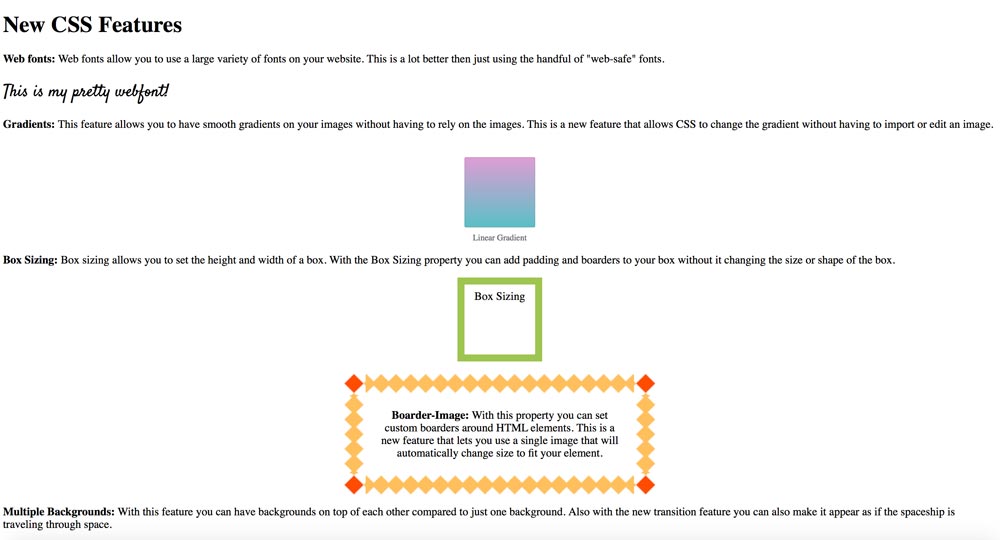 New CSS Features
Web fonts: Web fonts allow you to use a large variety of fonts on your website. This is a lot better then just using the handful of "web-safe" fonts.
This is my pretty webfont!
Gradients: This feature allows you to have smooth gradients on your images without having to rely on the images. This is a new feature that allows CSS to change the gradient without having to import or edit an image.
Linear Gradient
Box Sizing: Box sizing allows you to set the height and width of a box. With the Box Sizing property you can add padding and boarders to your box without it changing the size or shape of the box.
Box Sizing
Boarder-Image: With this property you can set
custom boarders around HTML elements. This is a
new feature that lets you use a single image that will
automatically change size to fit your element.
Multiple Backgrounds: With this feature you can have backgrounds on top of each other compared to just one background. Also with the new transition feature you can also make it appear as if the spaceship is
traveling through space.